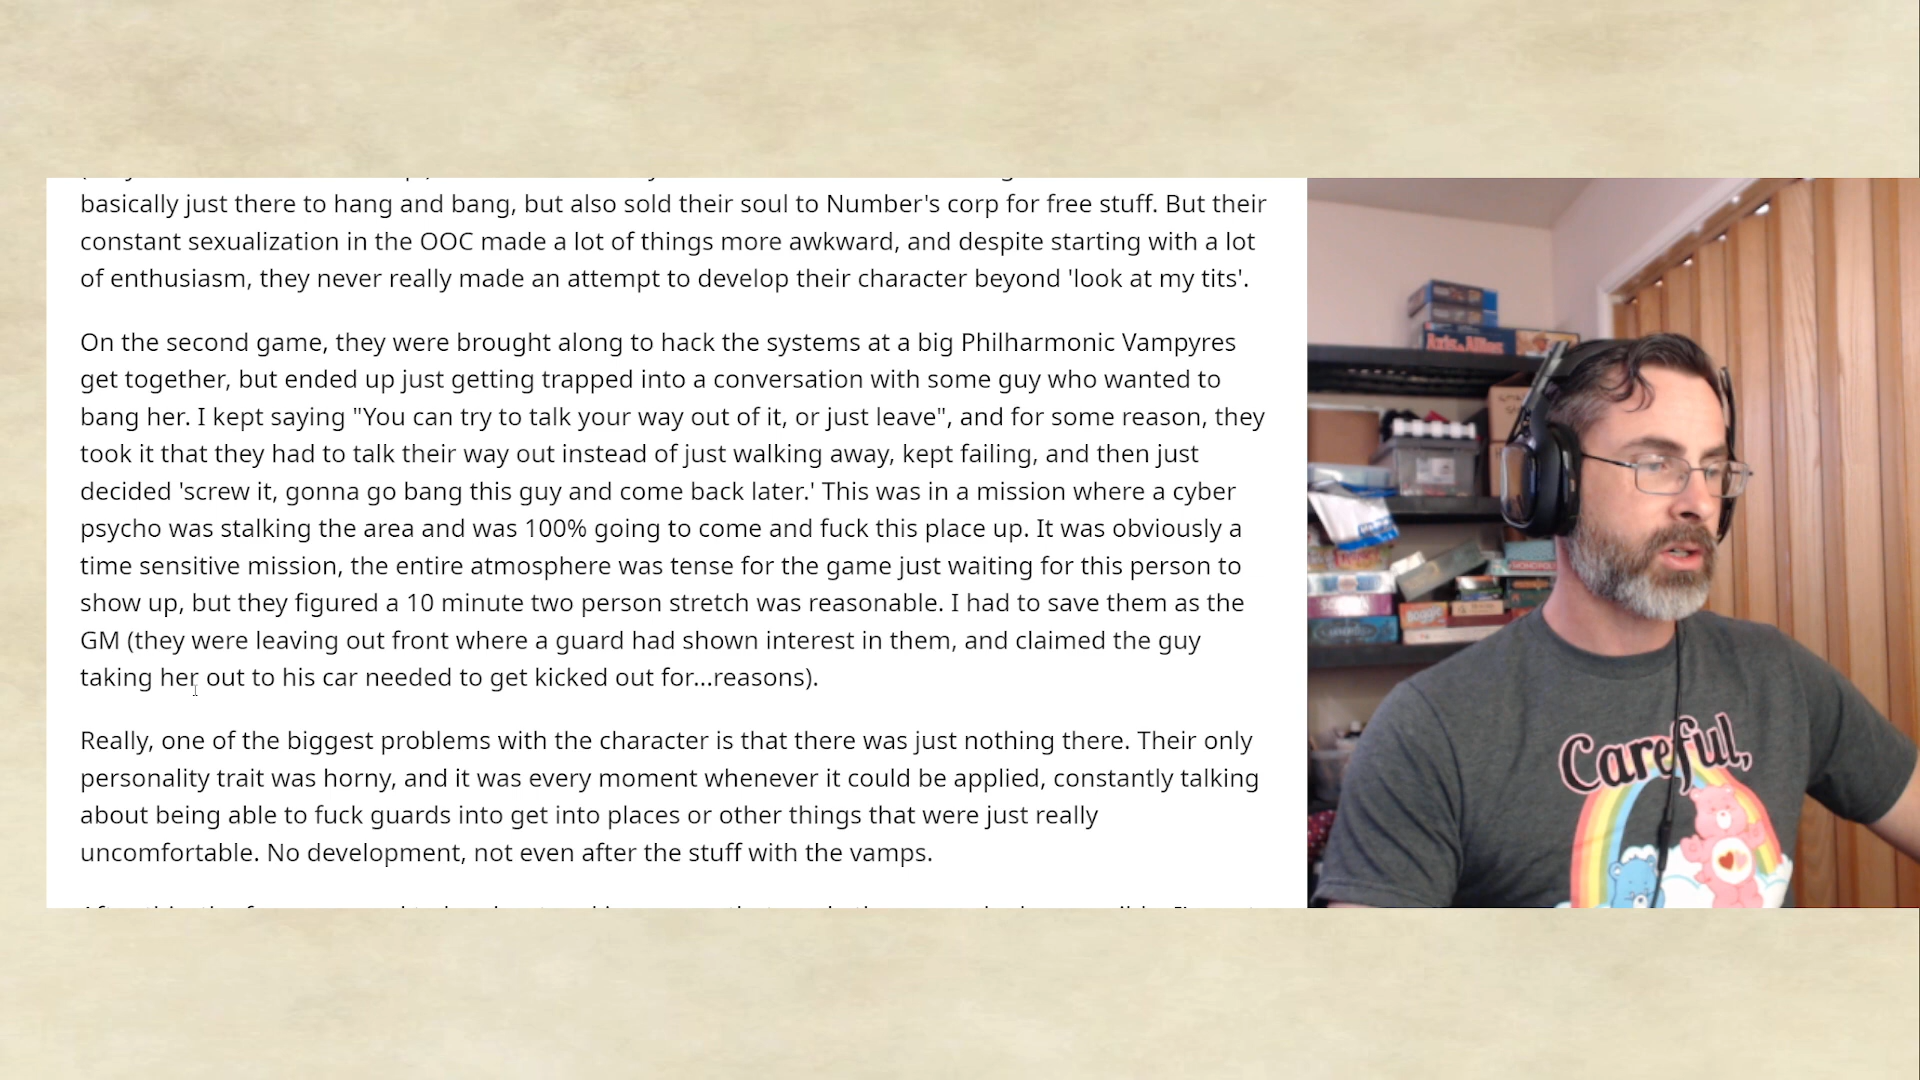 basically just there to hang and bang, but also sold their soul to Number's corp for free stuff. But their
constant sexualization in the OOC made a lot of things more awkward, and despite starting with a lot
of enthusiasm, they never really made an attempt to develop their character beyond 'look at my tits'.
On the second game, they were brought along to hack the systems at a big Philharmonic Vampyres
get together, but ended up just getting trapped into a conversation with some guy who wanted to
bang her. I kept saying "You can try to talk your way out of it, or just leave", and for some reason, they
took it that they had to talk their way out instead of just walking away, kept failing, and then just
decided 'screw it, gonna go bang this guy and come back later.' This was in a mission where a cyber
psycho was stalking the area and was 100% going to come and fuck this place up. It was obviously a
time sensitive mission, the entire atmosphere was tense for the game just waiting for this person to
show up, but they figured a 10 minute two person stretch was reasonable. I had to save them as the
GM (they were leaving out front where a guard had shown interest in them, and claimed the guy
taking her out to his car needed to get kicked out for...reasons).
Really, one of the biggest problems with the character is that there was just nothing there. Their only
personality trait was horny, and it was every moment whenever it could be applied, constantly talking
about being able to fuck guards into get into places or other things that were just really
uncomfortable. No development, not even after the stuff with the vamps.
Axis & Allies
MONOPOLY
Careful,